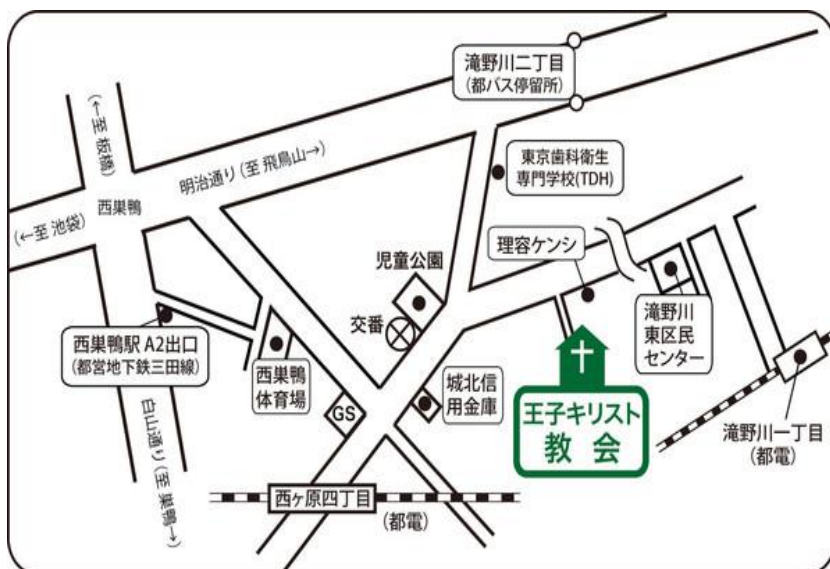 滝野川二丁目
(都バス停留所)
(←至 板橋)
明治通り (至 飛鳥山→)
東京歯科衛生
専門学校(TDH)
西巣鴨
(←至 池袋)
理容ケンシ
児童公園
交番
滝野川
東区民
センター
西巣鴨駅 A2出口
(都営地下鉄三田線)
西巣鴨
体育場
城北信
用金庫
GS
王子キリスト
教 会
滝野川一丁目
(都電)
白山通り (至 巣鴨→)
西ヶ原四丁目
(都電)